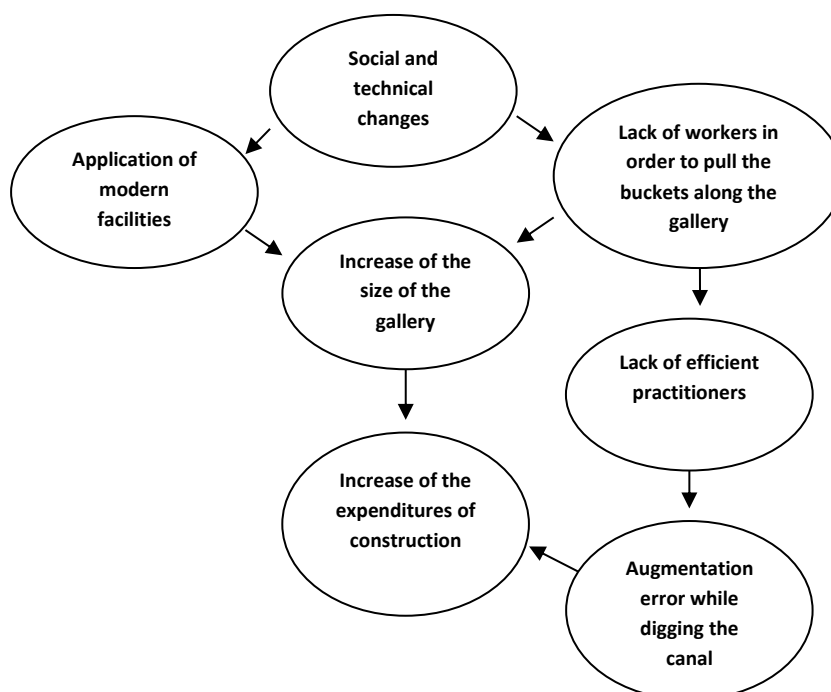 Social and
technical
changes
Application of
modern
facilities
Lack of workers in
order to pull the
buckets along the
gallery
Increase of the
size of the
gallery
Lack of efficient
practitioners
Increase of the
expenditures of
construction
Augmentation
error while
digging the
canal